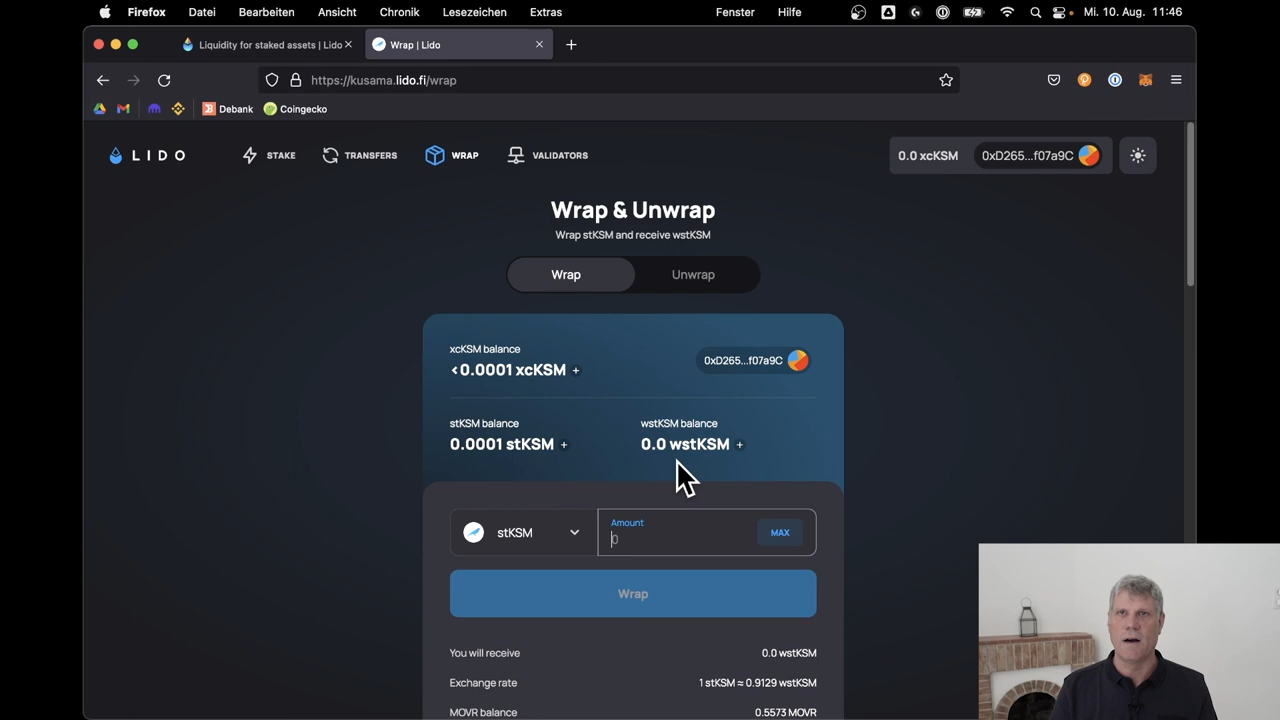 Firefox Datei Bearbeiten Ansicht Chronik Lesezeichen Extras Fenster Hilfe Mi. 10. Aug. 11:46
Liquidity for staked assets | Lido Wrap | Lido
https://kusama.lido.fi/wrap
Debank Coingecko
LIDO STAKE TRANSFERS WRAP VALIDATORS 0.0 xcKSM 0xD265...f07a9C
Wrap & Unwrap
Wrap stKSM and receive wstKSM
Wrap Unwrap
xcKSM balance
<0.0001 xcKSM + 0xD265...f07a9C
stKSM balance wstKSM balance
0.0001 stKSM + 0.0 wstKSM +
Amount
stKSM 0 MAX
Wrap
You will receive 0.0 wstKSM
Exchange rate 1 stKSM ≈ 0.9129 wstKSM
MOVR balance 0.5573 MOVR